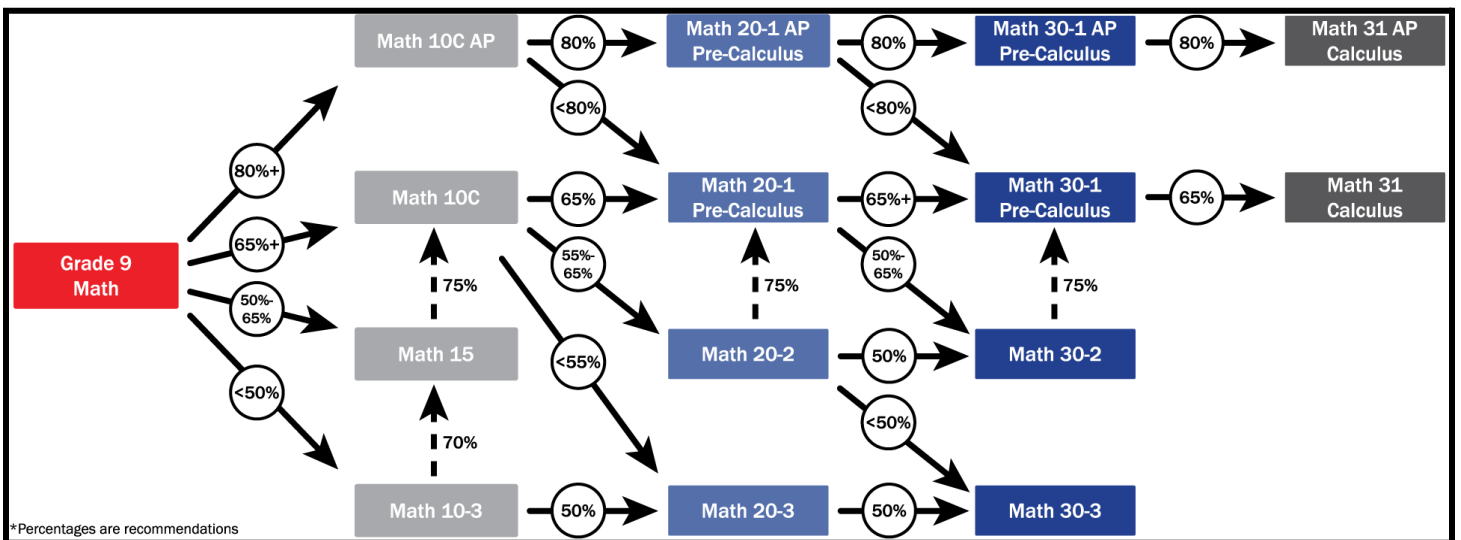 Math 10C AP
80%
Math 20-1 AP
Pre-Calculus
80%
Math 30-1 AP
Pre-Calculus
80%
Math 31 AP
Calculus
<80%
<80%
80%+
Math 10C
65%
Math 20-1
Pre-Calculus
65%+
Math 30-1
Pre-Calculus
65%
Math 31
Calculus
65%+
Grade 9
Math
55%-
65%
50%-
65%
75%
75%
75%
50%-
65%
Math 15
<55%
Math 20-2
50%
Math 30-2
<50%
<50%
70%
Math 10-3
50%
Math 20-3
50%
Math 30-3
*Percentages are recommendations